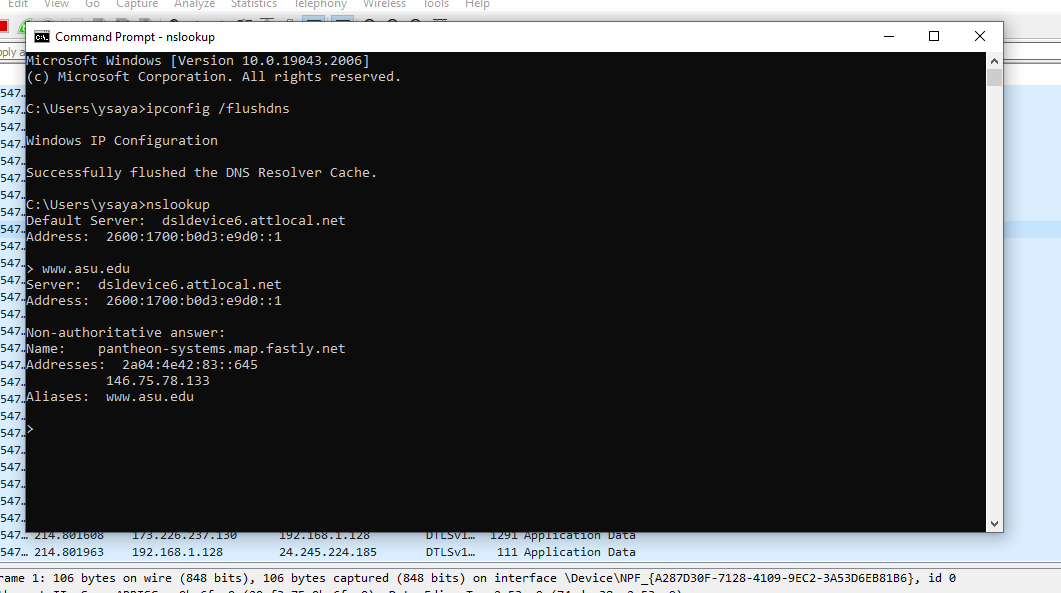 Edit View Go Capture Analyze Statistics Telephony Wireless Tools Help
Command Prompt - nslookup
Microsoft Windows [Version 10.0.19043.2006]
(c) Microsoft Corporation. All rights reserved.
C:\Users\ysaya>ipconfig /flushdns
Windows IP Configuration
Successfully flushed the DNS Resolver Cache.
C:\Users\ysaya>nslookup
Default Server:  dsldevice6.attlocal.net
Address:  2600:1700:b0d3:e9d0::1
> www.asu.edu
Server:  dsldevice6.attlocal.net
Address:  2600:1700:b0d3:e9d0::1
Non-authoritative answer:
Name:    pantheon-systems.map.fastly.net
Addresses:  2a04:4e42:83::645
146.75.78.133
Aliases:  www.asu.edu
>
547… 214.801608 173.226.237.130 192.168.1.128 DTLSv1… 1291 Application Data
547… 214.801963 192.168.1.128 24.245.224.185 DTLSv1… 111 Application Data
rame 1: 106 bytes on wire (848 bits), 106 bytes captured (848 bits) on interface \Device\NPF_{A287D30F-7128-4109-9EC2-3A53D6EB81B6}, id 0